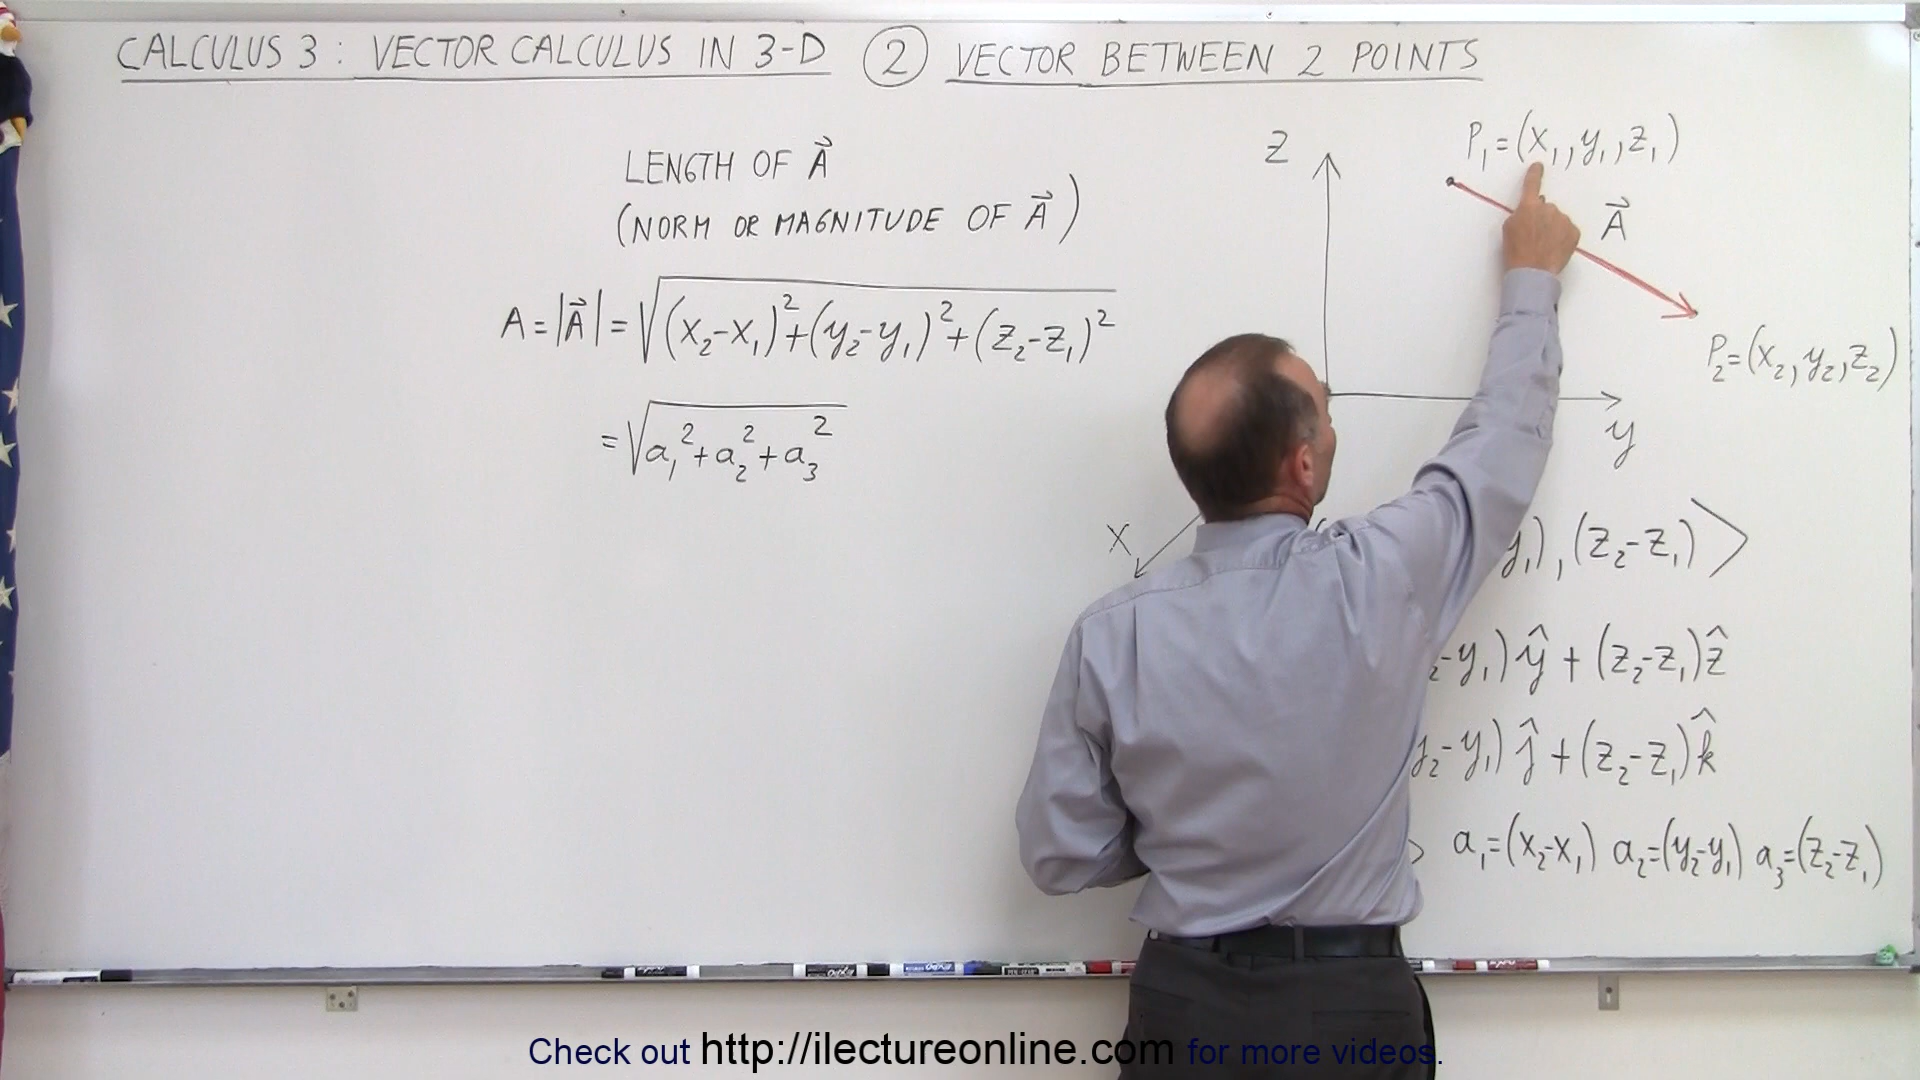 CALCULUS 3 : VECTOR CALCULUS IN 3-D ② VECTOR BETWEEN 2 POINTS
LENGTH OF A⃗
(NORM OR MAGNITUDE OF A⃗)
A = |A⃗| = √((x₂-x₁)²+(y₂-y₁)²+(z₂-z₁)²)
= √(a₁²+a₂²+a₃²)
z
P₁=(x₁,y₁,z₁)
A⃗
P₂=(x₂,y₂,z₂)
y
x
y₁),(z₂-z₁)>
₂-y₁)ŷ + (z₂-z₁)ẑ
y₂-y₁)ĵ + (z₂-z₁)k̂
> a₁=(x₂-x₁) a₂=(y₂-y₁) a₃=(z₂-z₁)
Check out http://ilectureonline.com for more videos.